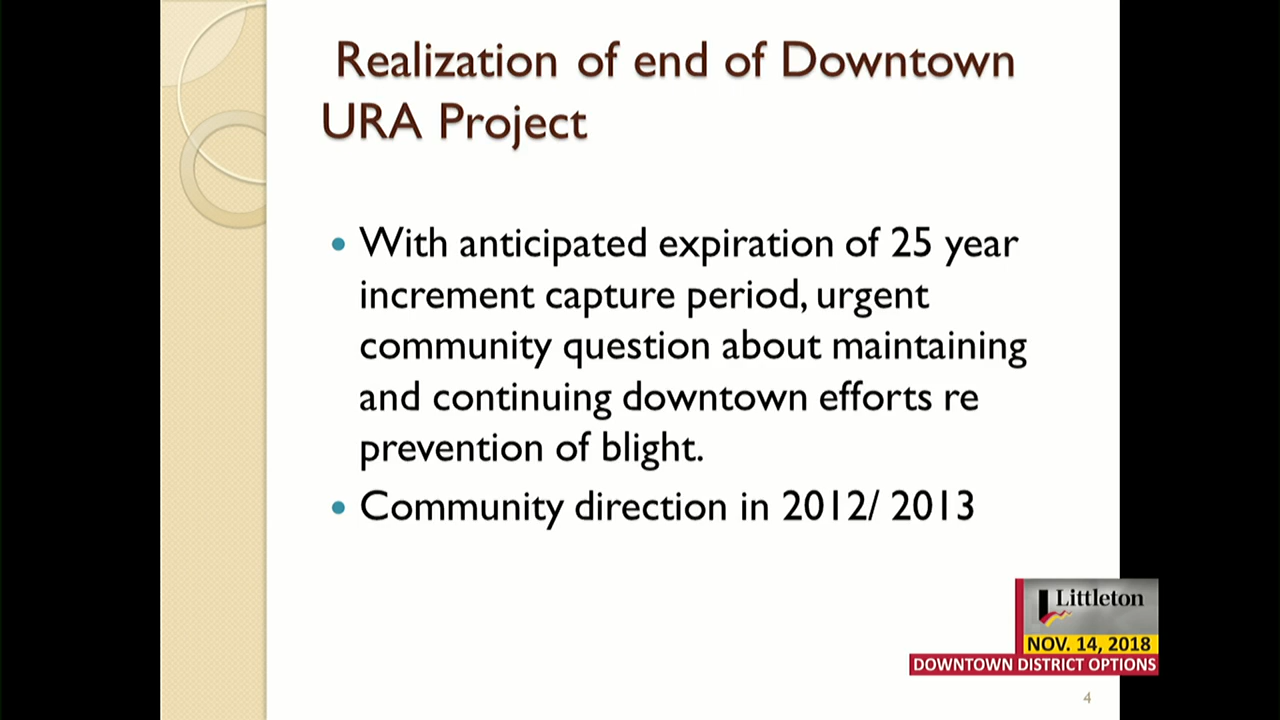 Realization of end of Downtown
URA Project
With anticipated expiration of 25 year
increment capture period, urgent
community question about maintaining
and continuing downtown efforts re
prevention of blight.
Community direction in 2012/ 2013
Littleton
NOV. 14, 2018
DOWNTOWN DISTRICT OPTIONS
4